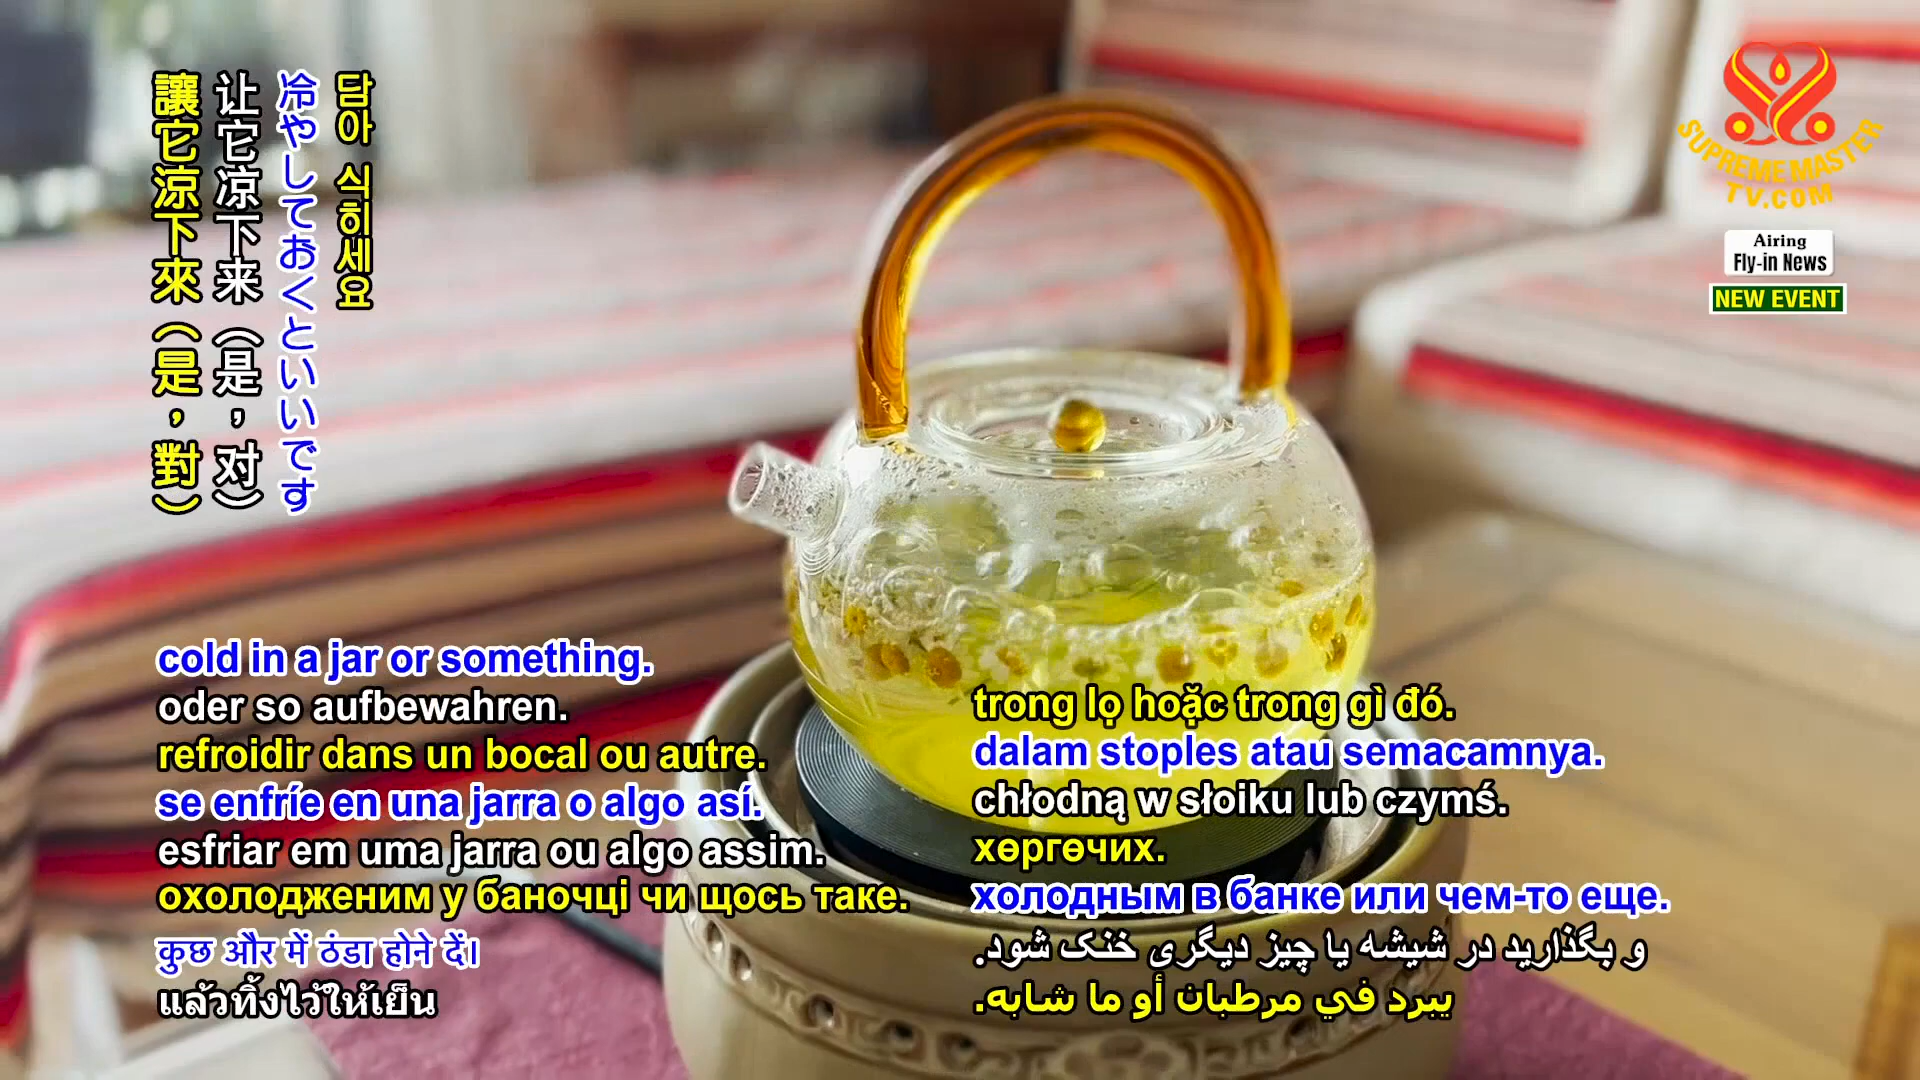 讓它涼下來（是，對）
让它凉下来（是，对）
冷やしておくといいです
담아 식히세요
SUPREME MASTER
TV.COM
Airing
Fly-in News
NEW EVENT
cold in a jar or something.
oder so aufbewahren.
refroidir dans un bocal ou autre.
se enfríe en una jarra o algo así.
esfriar em uma jarra ou algo assim.
охолодженим у баночці чи щось таке.
कुछ और में ठंडा होने दें।
แล้วทิ้งไว้ให้เย็น
trong lọ hoặc trong gì đó.
dalam stoples atau semacamnya.
chłodną w słoiku lub czymś.
хөргөчих.
холодным в банке или чем-то еще.
و بگذارید در شیشه یا چیز دیگری خنک شود.
يبرد في مرطبان أو ما شابه.